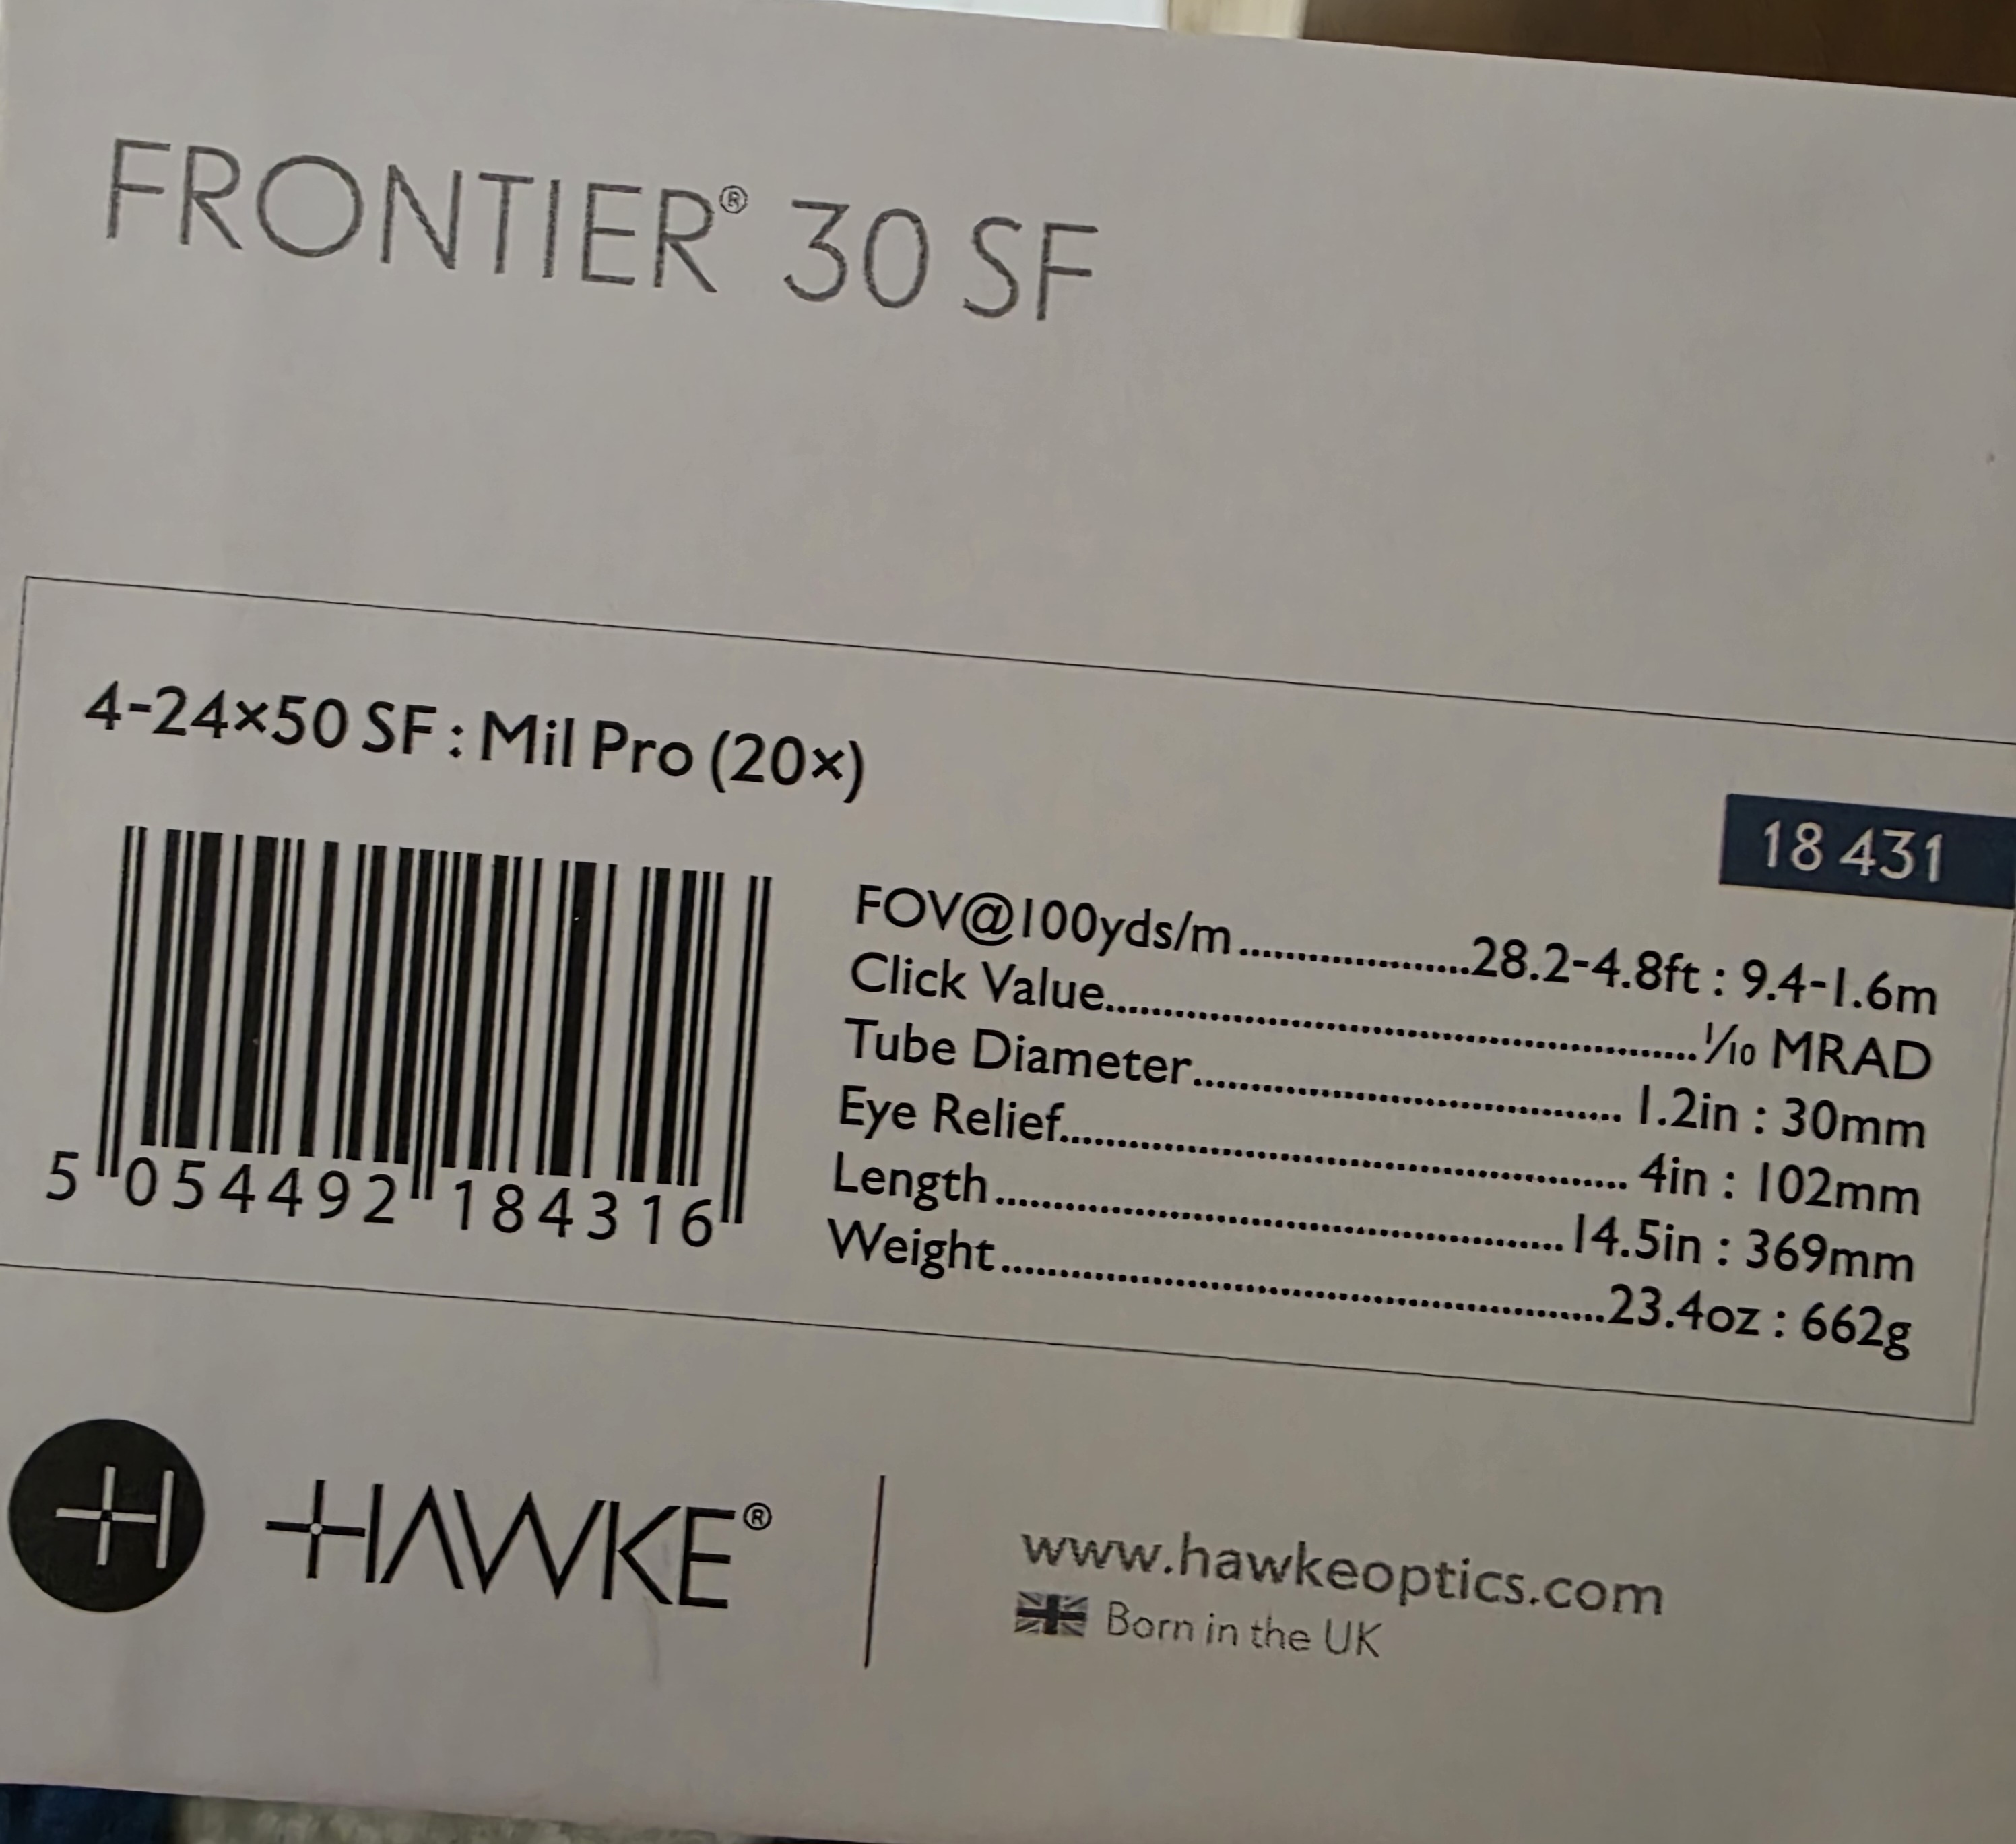 FRONTIER® 30 SF
4-24×50 SF : Mil Pro (20×)
18 431
FOV@100yds/m....................28.2-4.8ft : 9.4-1.6m
Click Value....................................................1/10 MRAD
Tube Diameter..................................... 1.2in : 30mm
Eye Relief................................................. 4in : 102mm
Length.................................................14.5in : 369mm
Weight....................................................23.4oz : 662g
5 054492 184316
HAWKE®
www.hawkeoptics.com
Born in the UK